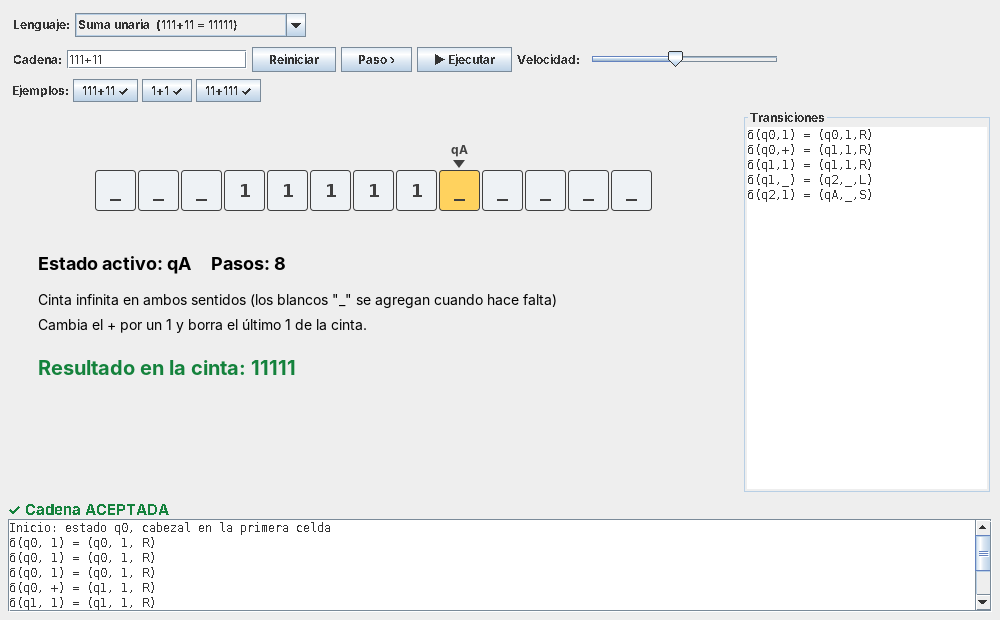 Lenguaje: Suma unaria (111+11 = 11111)
Cadena: 111+11 Reiniciar Paso › ▶ Ejecutar Velocidad:
Ejemplos: 111+11 ✓ 1+1 ✓ 11+111 ✓
Transiciones
δ(q0,1) = (q0,1,R)
δ(q0,+) = (q1,1,R)
δ(q1,1) = (q1,1,R)
δ(q1,_) = (q2,_,L)
δ(q2,1) = (qA,_,S)
qA
_ _ _ 1 1 1 1 1 _ _ _ _ _
Estado activo: qA Pasos: 8
Cinta infinita en ambos sentidos (los blancos "_" se agregan cuando hace falta)
Cambia el + por un 1 y borra el último 1 de la cinta.
Resultado en la cinta: 11111
✓ Cadena ACEPTADA
Inicio: estado q0, cabezal en la primera celda
δ(q0, 1) = (q0, 1, R)
δ(q0, 1) = (q0, 1, R)
δ(q0, 1) = (q0, 1, R)
δ(q0, +) = (q1, 1, R)
δ(q1, 1) = (q1, 1, R)